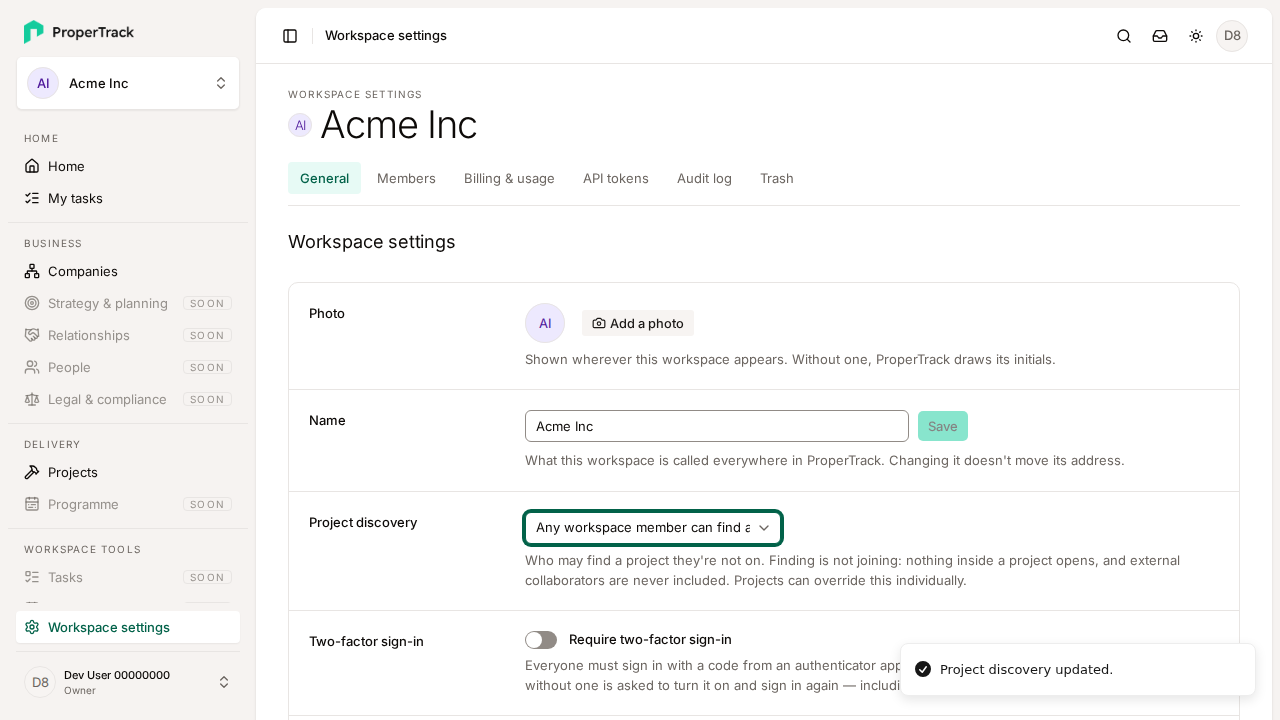 ProperTrack
Workspace settings
D8
AI
Acme Inc
HOME
Home
My tasks
BUSINESS
Companies
Strategy & planning SOON
Relationships SOON
People SOON
Legal & compliance SOON
DELIVERY
Projects
Programme SOON
WORKSPACE TOOLS
Tasks SOON
Workspace settings
D8
Dev User 00000000
Owner
WORKSPACE SETTINGS
AI Acme Inc
General Members Billing & usage API tokens Audit log Trash
Workspace settings
Photo
AI
Add a photo
Shown wherever this workspace appears. Without one, ProperTrack draws its initials.
Name
Acme Inc
Save
What this workspace is called everywhere in ProperTrack. Changing it doesn't move its address.
Project discovery
Any workspace member can find
Who may find a project they're not on. Finding is not joining: nothing inside a project opens, and external
collaborators are never included. Projects can override this individually.
Two-factor sign-in
Require two-factor sign-in
Everyone must sign in with a code from an authenticator
without one is asked to turn it on and sign in again —
Project discovery updated.